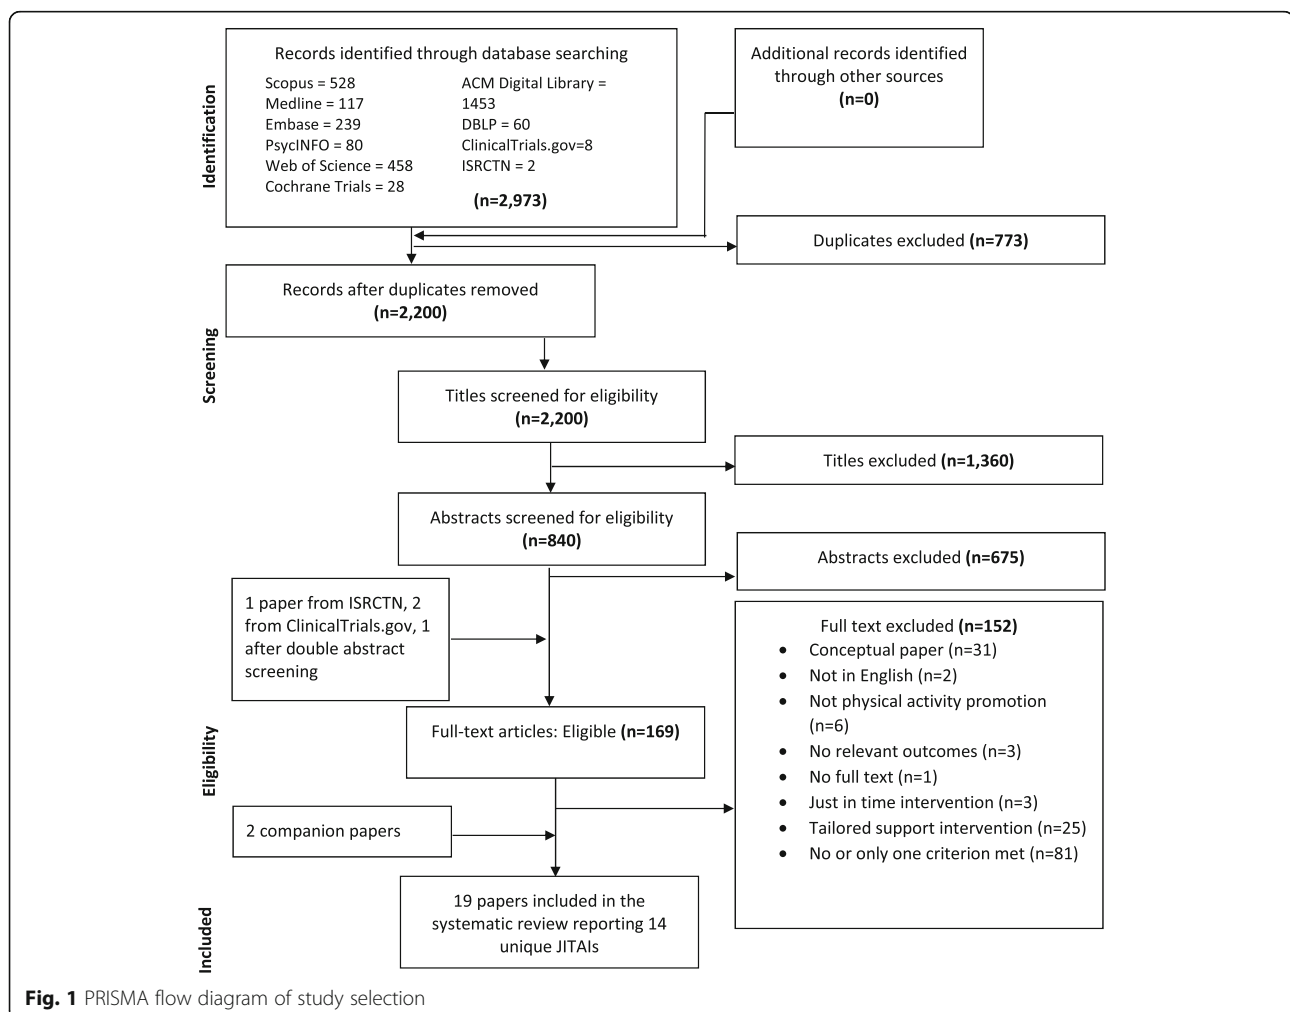 Identification
Records identified through database searching
Scopus = 528
Medline = 117
Embase = 239
PsycINFO = 80
Web of Science = 458
Cochrane Trials = 28
ACM Digital Library =
1453
DBLP = 60
ClinicalTrials.gov=8
ISRCTN = 2
(n=2,973)
Additional records identified
through other sources
(n=0)
Duplicates excluded (n=773)
Screening
Records after duplicates removed
(n=2,200)
Titles screened for eligibility
(n=2,200)
Titles excluded (n=1,360)
Abstracts screened for eligibility
(n=840)
Abstracts excluded (n=675)
1 paper from ISRCTN, 2
from ClinicalTrials.gov, 1
after double abstract
screening
Eligibility
Full-text articles: Eligible (n=169)
Full text excluded (n=152)
• Conceptual paper (n=31)
• Not in English (n=2)
• Not physical activity promotion
(n=6)
• No relevant outcomes (n=3)
• No full text (n=1)
• Just in time intervention (n=3)
• Tailored support intervention (n=25)
• No or only one criterion met (n=81)
2 companion papers
Included
19 papers included in the
systematic review reporting 14
unique JITAIs
Fig. 1 PRISMA flow diagram of study selection